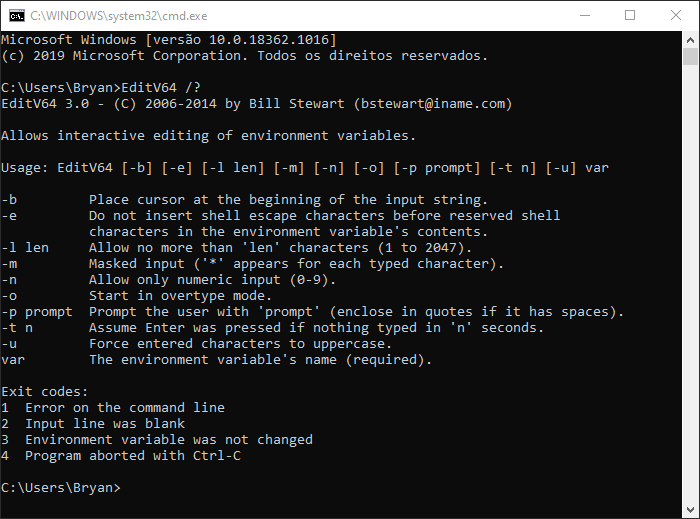 C:\WINDOWS\system32\cmd.exe
Microsoft Windows [versão 10.0.18362.1016]
(c) 2019 Microsoft Corporation. Todos os direitos reservados.
C:\Users\Bryan>EditV64 /?
EditV64 3.0 - (C) 2006-2014 by Bill Stewart (bstewart@iname.com)
Allows interactive editing of environment variables.
Usage: EditV64 [-b] [-e] [-l len] [-m] [-n] [-o] [-p prompt] [-t n] [-u] var
-b         Place cursor at the beginning of the input string.
-e         Do not insert shell escape characters before reserved shell
           characters in the environment variable's contents.
-l len     Allow no more than 'len' characters (1 to 2047).
-m         Masked input ('*' appears for each typed character).
-n         Allow only numeric input (0-9).
-o         Start in overtype mode.
-p prompt  Prompt the user with 'prompt' (enclose in quotes if it has spaces).
-t n       Assume Enter was pressed if nothing typed in 'n' seconds.
-u         Force entered characters to uppercase.
var        The environment variable's name (required).
Exit codes:
1  Error on the command line
2  Input line was blank
3  Environment variable was not changed
4  Program aborted with Ctrl-C
C:\Users\Bryan>